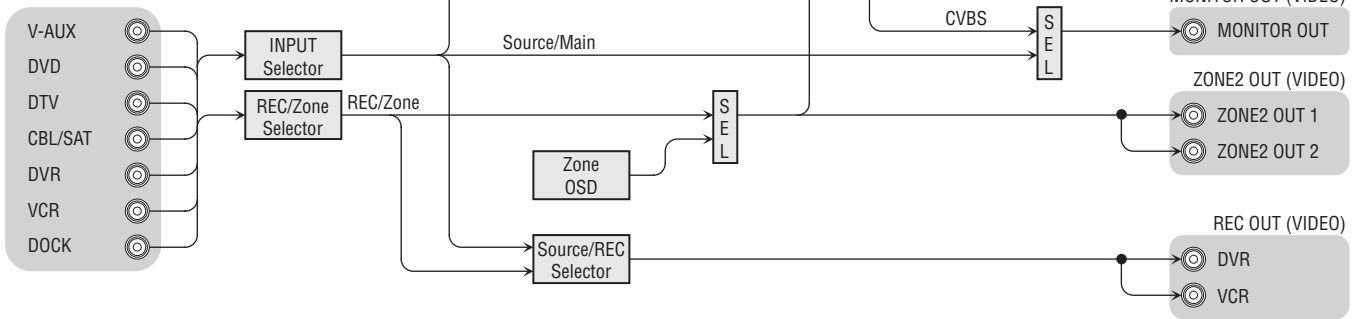 V-AUX
DVD
DTV
CBL/SAT
DVR
VCR
DOCK
INPUT
Selector
REC/Zone
Selector
REC/Zone
Source/Main
CVBS
SEL
SEL
Zone
OSD
Source/REC
Selector
MONITOR OUT (VIDEO)
MONITOR OUT
ZONE2 OUT (VIDEO)
ZONE2 OUT 1
ZONE2 OUT 2
REC OUT (VIDEO)
DVR
VCR